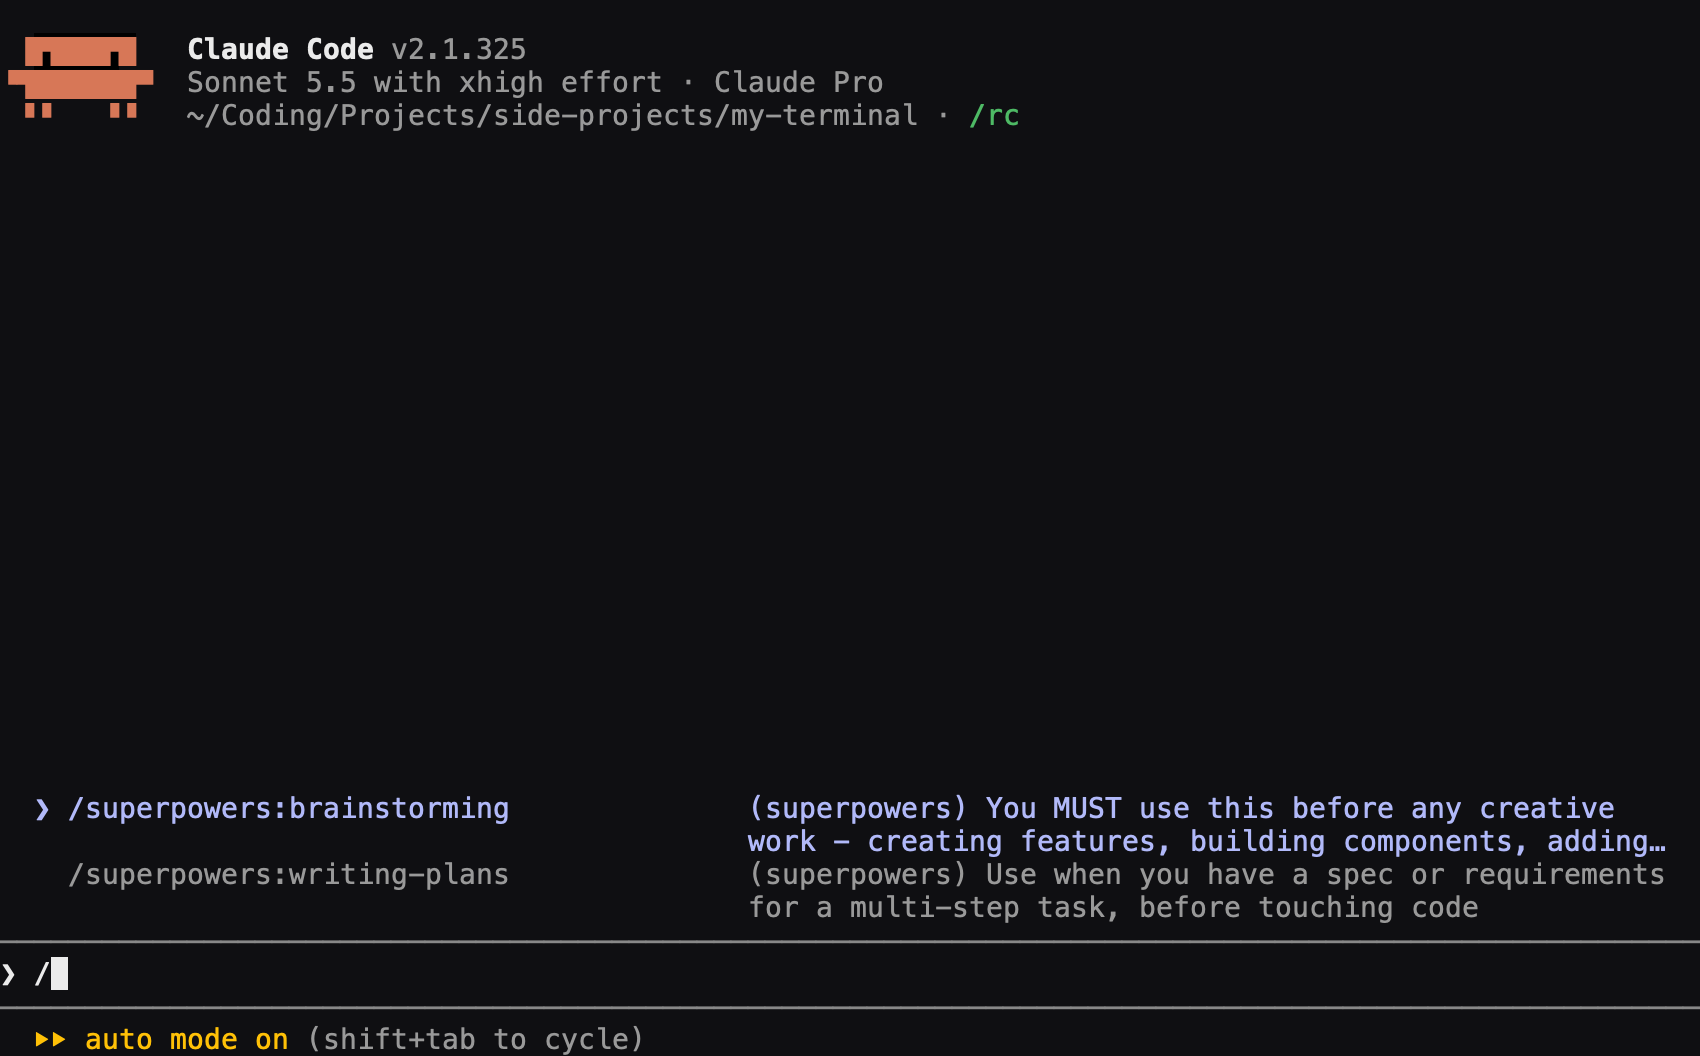 Claude Code v2.1.325
Sonnet 5.5 with xhigh effort · Claude Pro
~/Coding/Projects/side-projects/my-terminal · /rc
❯ /superpowers:brainstorming (superpowers) You MUST use this before any creative
work – creating features, building components, adding…
/superpowers:writing-plans (superpowers) Use when you have a spec or requirements
for a multi-step task, before touching code
❯ /
⏵⏵ auto mode on (shift+tab to cycle)